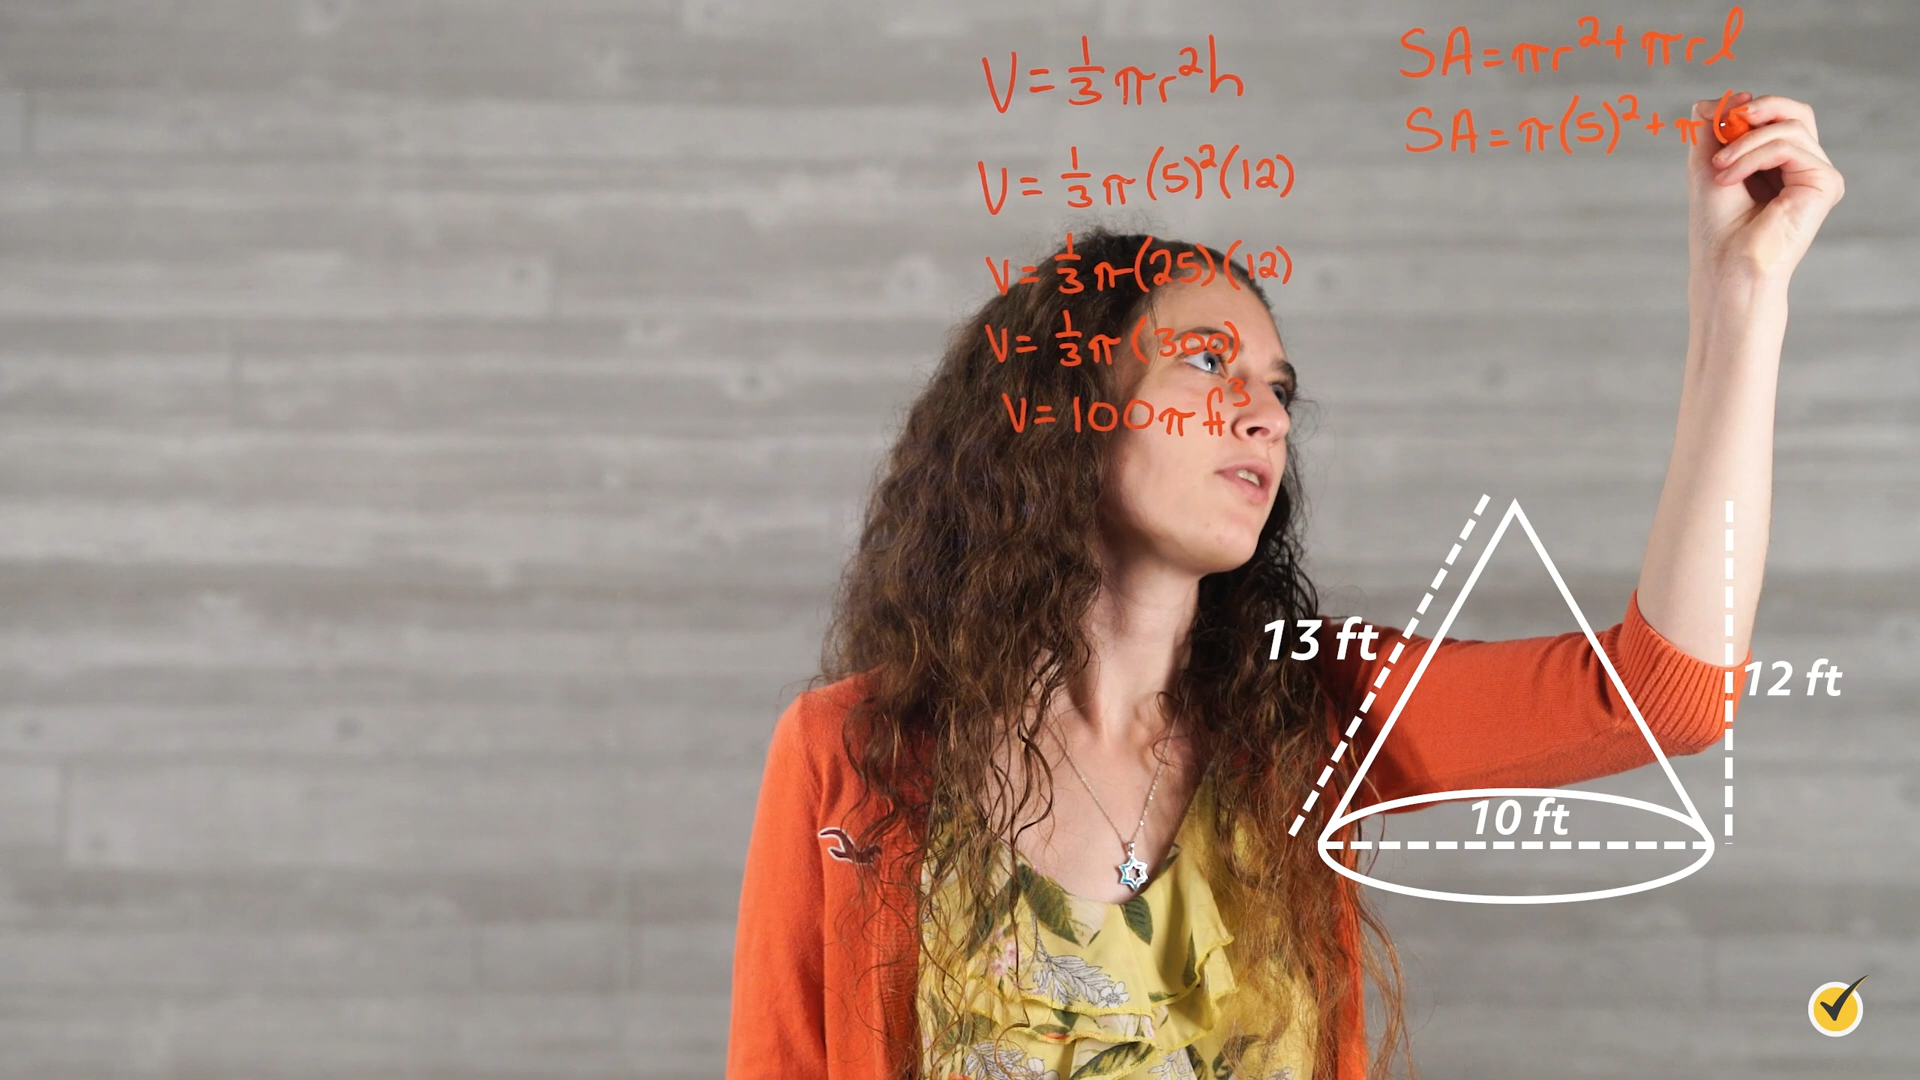 V = 1/3 πr²h
V = 1/3 π(5)²(12)
V = 1/3 π(25)(12)
V = 1/3 π(300)
V = 100π ft³
SA = πr² + πrl
SA = π(5)² + π(
13 ft
12 ft
10 ft